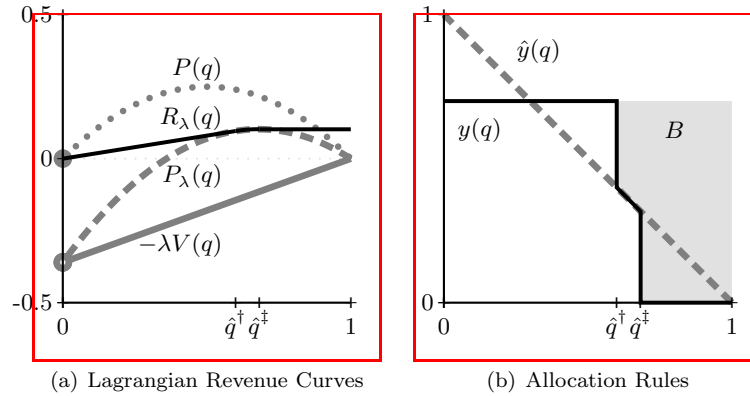 0.5
P(q)
R_λ(q)
0
P_λ(q)
−λV(q)
-0.5
0
q̂† q̂‡
1
(a) Lagrangian Revenue Curves
1
ŷ(q)
y(q)
B
0
0
q̂† q̂‡
1
(b) Allocation Rules